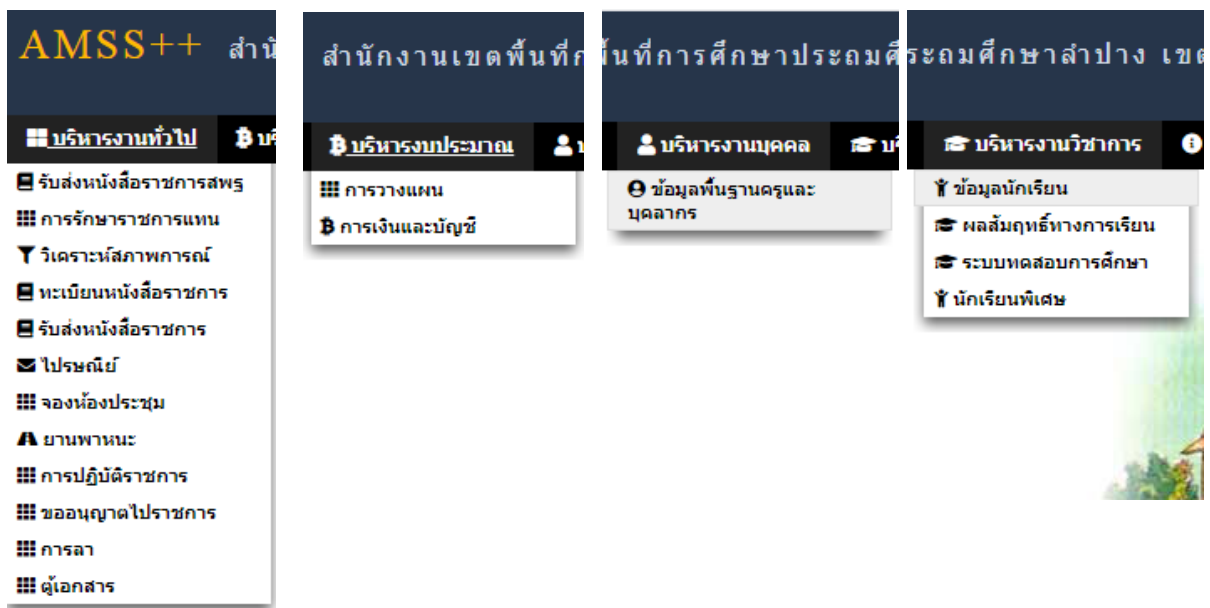 AMSS++ สำนั
บริหารงานทั่วไป บริ
รับส่งหนังสือราชการสพฐ
การรักษาราชการแทน
วิเคราะห์สภาพการณ์
ทะเบียนหนังสือราชการ
รับส่งหนังสือราชการ
ไปรษณีย์
จองห้องประชุม
ยานพาหนะ
การปฏิบัติราชการ
ขออนุญาตไปราชการ
การลา
ตู้เอกสาร
สำนักงานเขตพื้นที่ก
บริหารงบประมาณ
การวางแผน
การเงินและบัญชี
พื้นที่การศึกษาประถมศึ
บริหารงานบุคคล บริ
ข้อมูลพื้นฐานครูและ
บุคลากร
ระถมศึกษาลำปาง เขต
บริหารงานวิชาการ
ข้อมูลนักเรียน
ผลสัมฤทธิ์ทางการเรียน
ระบบทดสอบการศึกษา
นักเรียนพิเศษ